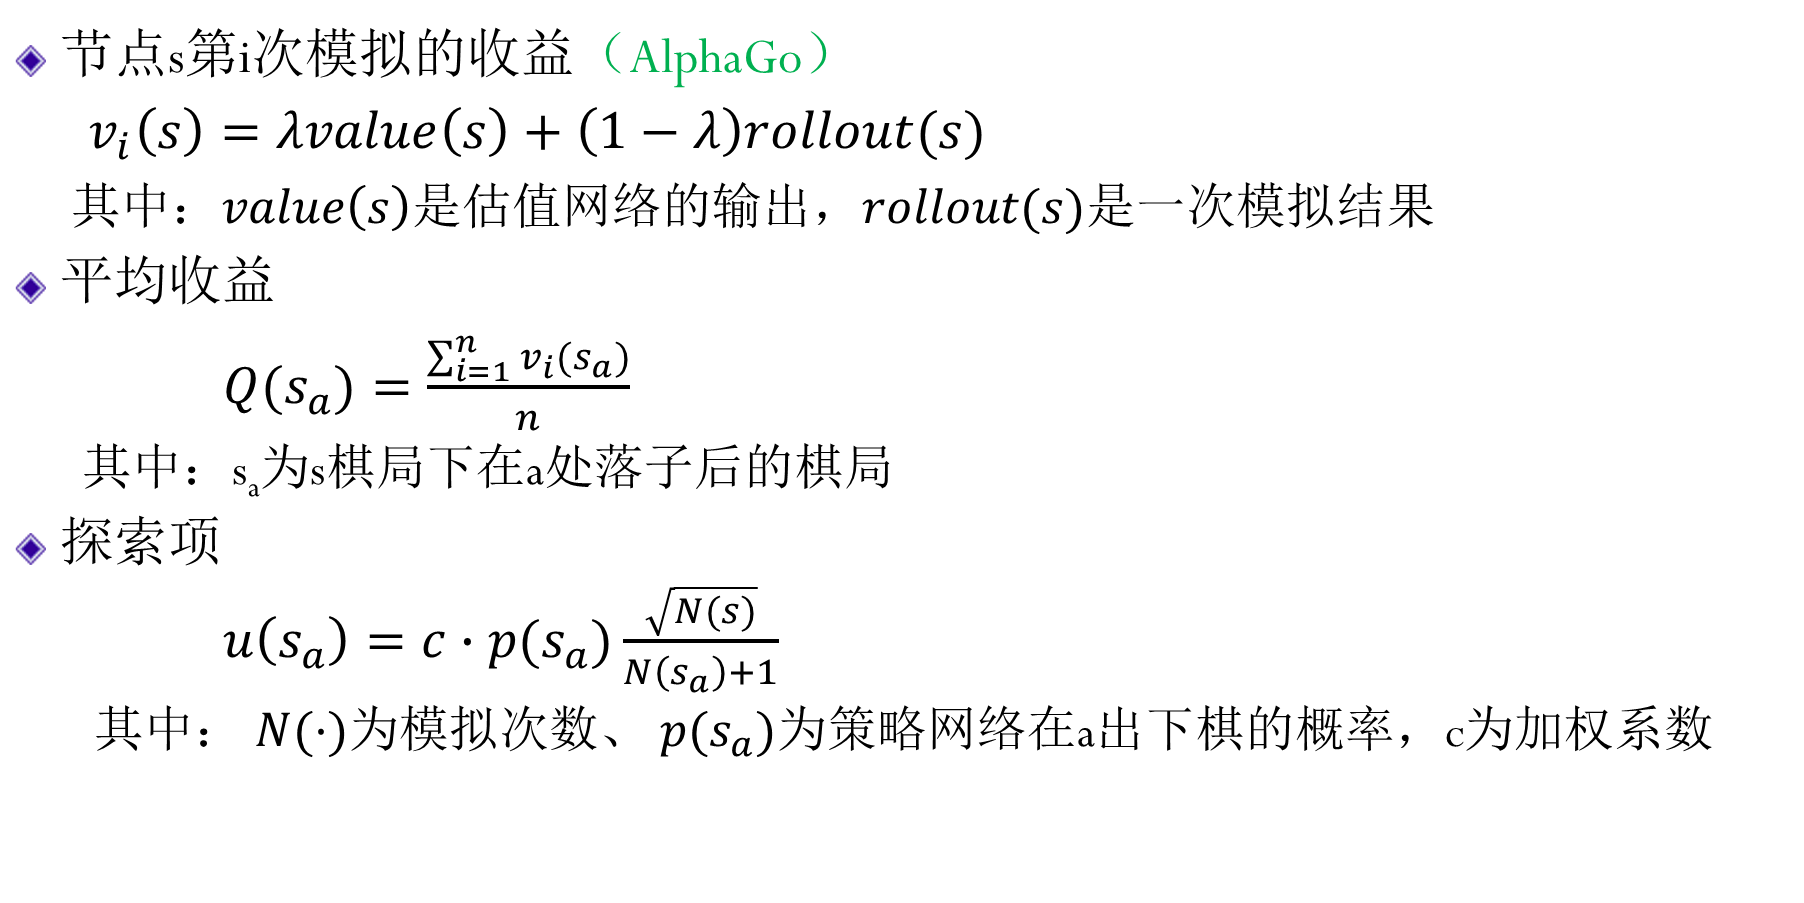 节点s第i次模拟的收益（AlphaGo）
v_i(s) = λvalue(s) + (1 − λ)rollout(s)
其中：value(s)是估值网络的输出，rollout(s)是一次模拟结果
平均收益
Q(s_a) = \frac{\sum_{i=1}^{n} v_i(s_a)}{n}
其中：s_a为s棋局下在a处落子后的棋局
探索项
u(s_a) = c · p(s_a) \frac{\sqrt{N(s)}}{N(s_a)+1}
其中： N(·)为模拟次数、 p(s_a)为策略网络在a出下棋的概率，c为加权系数